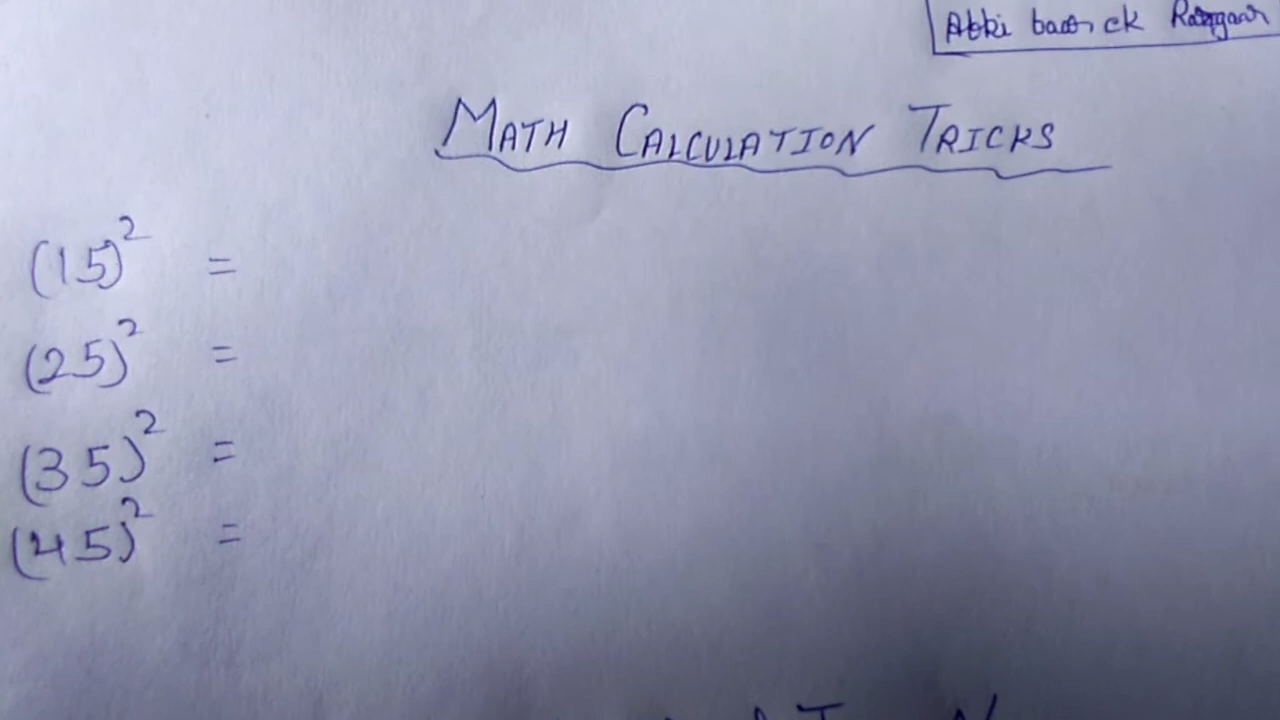 MATH CALCULATION TRICKS
(15)² =
(25)² =
(35)² =
(45)² =